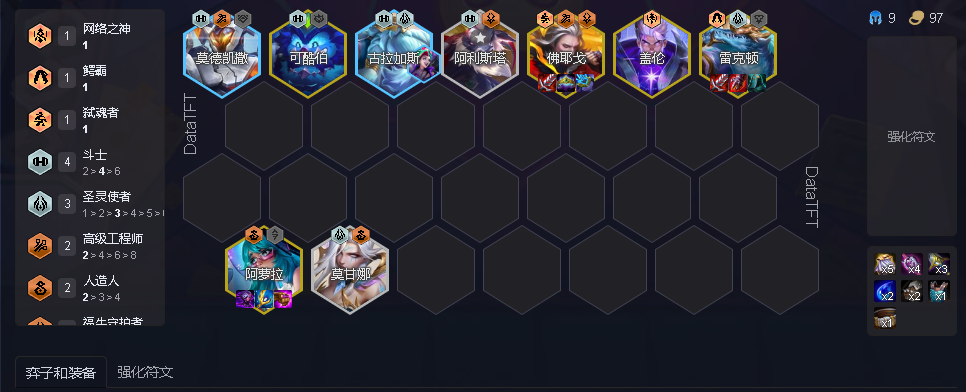 网络之神
1
1
鳄霸
1
1
弑魂者
1
1
斗士
4
2 > 4 > 6
圣灵使者
3
1 > 2 > 3 > 4 > 5 >
高级工程师
2
2 > 4 > 6 > 8
人造人
2
2 > 3 > 4
福牛守护者
DataTFT
莫德凯撒
可酷伯
古拉加斯
阿利斯塔
佛耶戈
盖伦
雷克顿
阿萝拉
莫甘娜
DataTFT
9 97
强化符文
x5 x4 x3
x2 x2 x1
x1
弈子和装备 强化符文